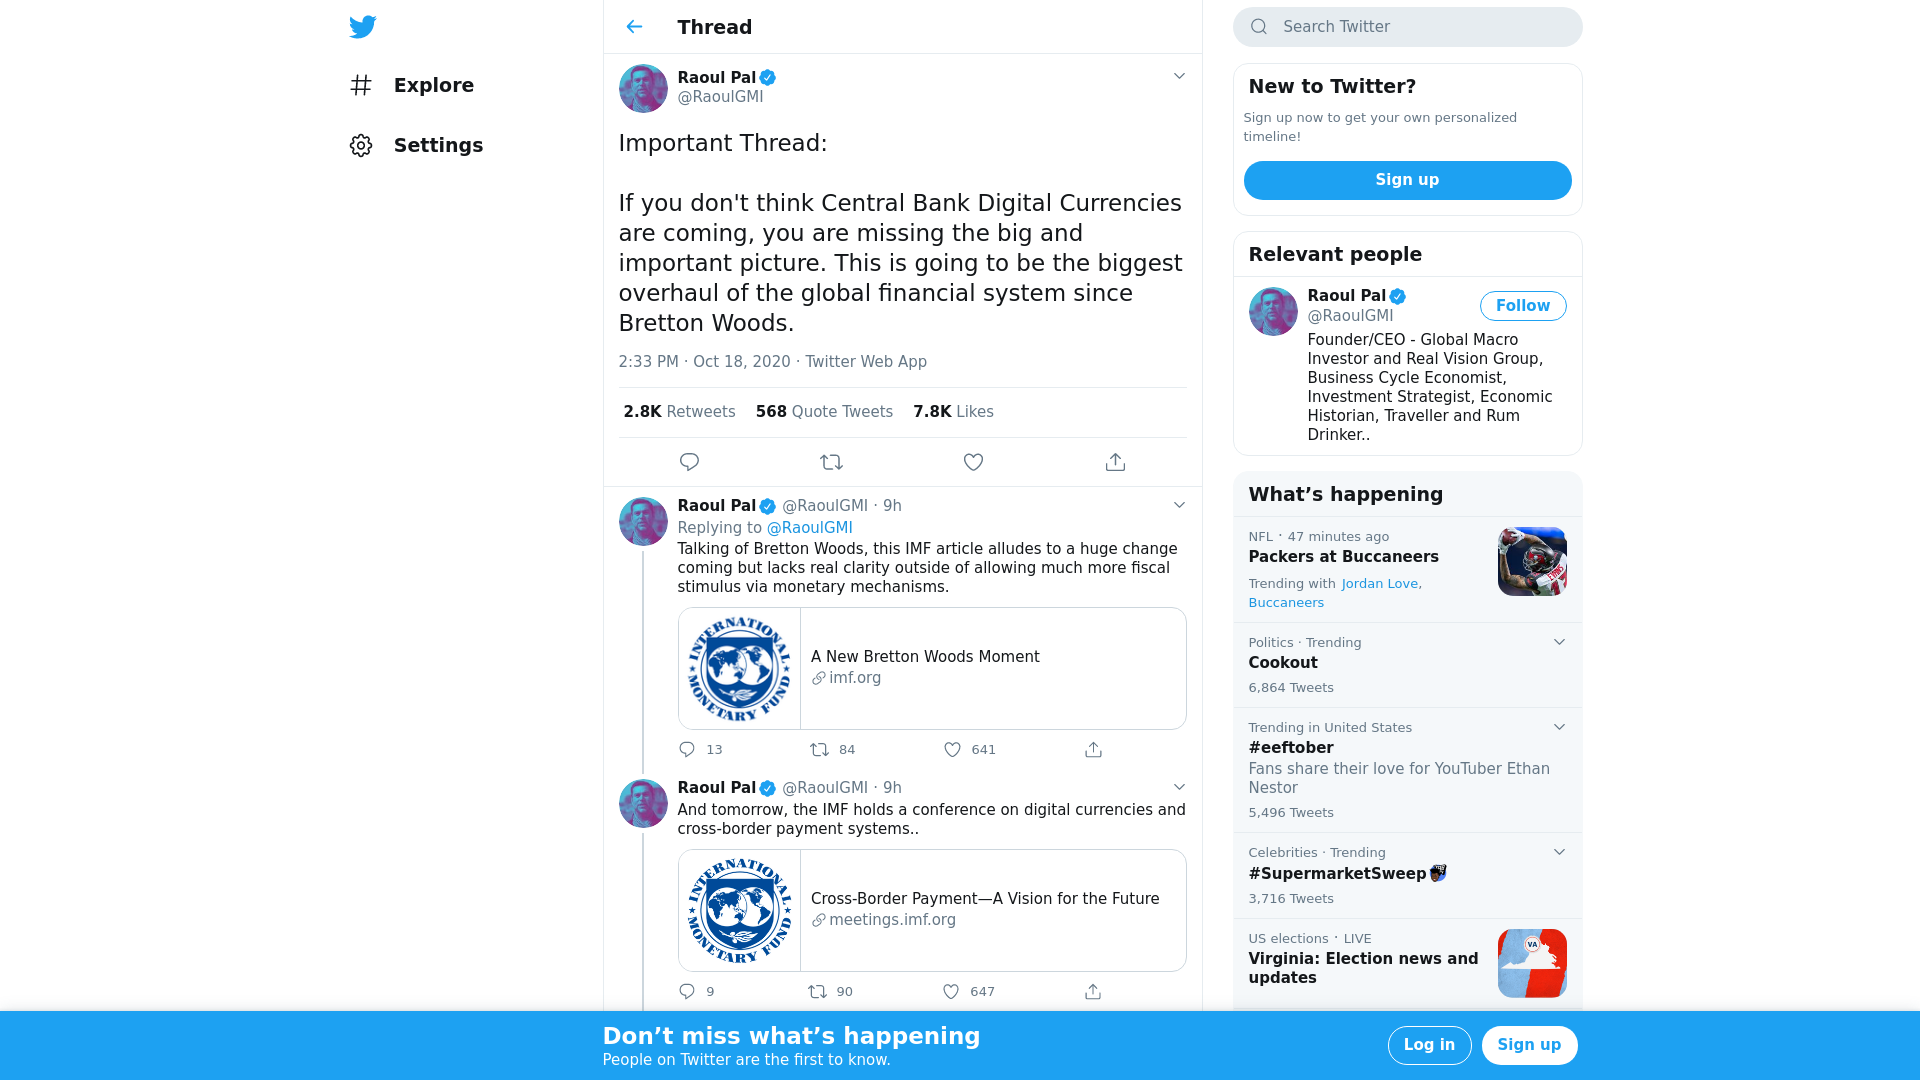 Explore
Settings
Thread
Raoul Pal
@RaoulGMI
Important Thread:
If you don't think Central Bank Digital Currencies
are coming, you are missing the big and
important picture. This is going to be the biggest
overhaul of the global financial system since
Bretton Woods.
2:33 PM · Oct 18, 2020 · Twitter Web App
2.8K Retweets 568 Quote Tweets 7.8K Likes
Raoul Pal @RaoulGMI · 9h
Replying to @RaoulGMI
Talking of Bretton Woods, this IMF article alludes to a huge change
coming but lacks real clarity outside of allowing much more fiscal
stimulus via monetary mechanisms.
INTERNATIONAL MONETARY FUND
A New Bretton Woods Moment
imf.org
13 84 641
Raoul Pal @RaoulGMI · 9h
And tomorrow, the IMF holds a conference on digital currencies and
cross-border payment systems..
INTERNATIONAL MONETARY FUND
Cross-Border Payment—A Vision for the Future
meetings.imf.org
9 90 647
Search Twitter
New to Twitter?
Sign up now to get your own personalized
timeline!
Sign up
Relevant people
Raoul Pal
@RaoulGMI
Follow
Founder/CEO - Global Macro
Investor and Real Vision Group,
Business Cycle Economist,
Investment Strategist, Economic
Historian, Traveller and Rum
Drinker..
What’s happening
NFL · 47 minutes ago
Packers at Buccaneers
Trending with Jordan Love,
Buccaneers
EVANS
Politics · Trending
Cookout
6,864 Tweets
Trending in United States
#eeftober
Fans share their love for YouTuber Ethan
Nestor
5,496 Tweets
Celebrities · Trending
#SupermarketSweep
3,716 Tweets
US elections · LIVE
Virginia: Election news and
updates
VA
Don’t miss what’s happening
People on Twitter are the first to know.
Log in
Sign up